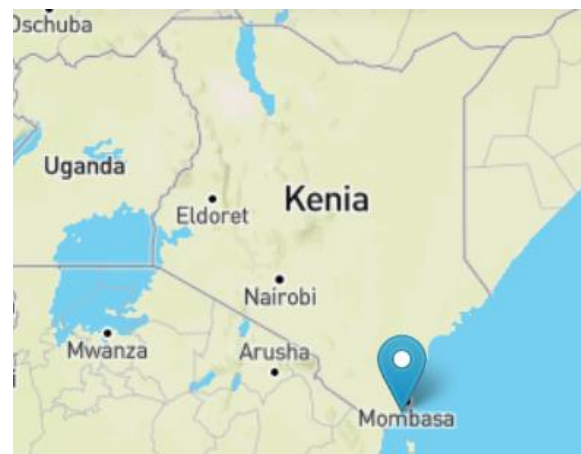 Dschuba
Uganda
Kenia
Eldoret
Nairobi
Mwanza
Arusha
Mombasa